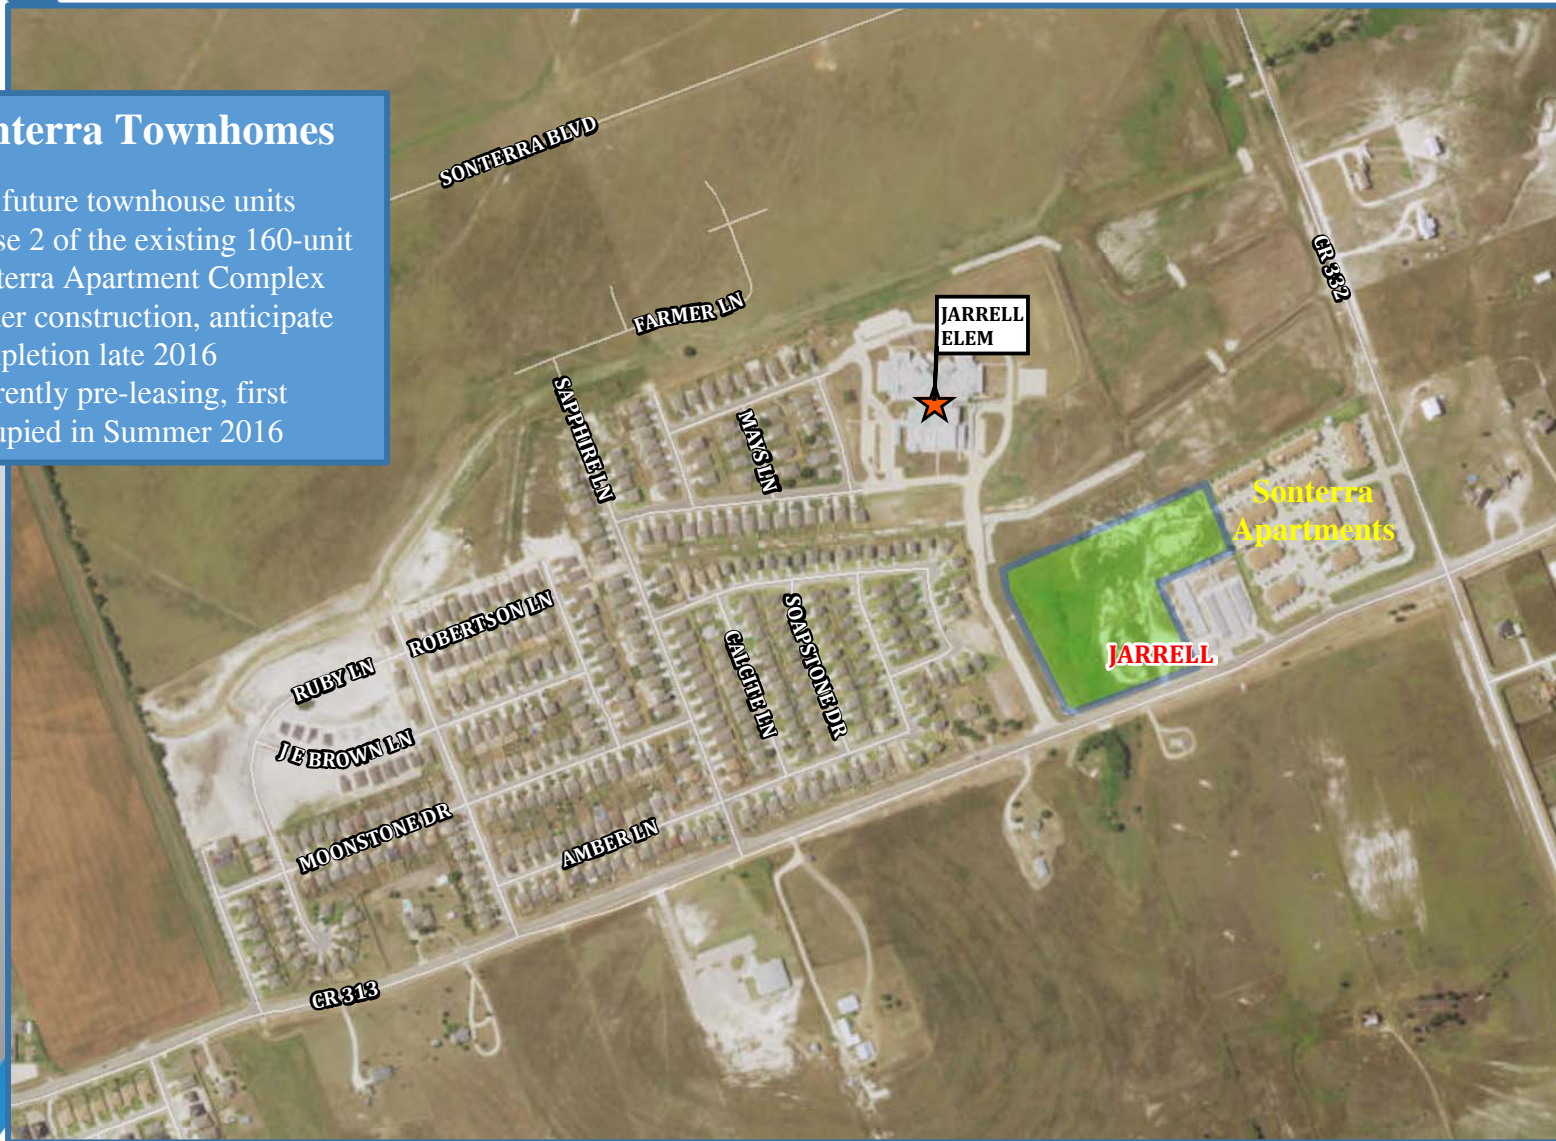 nterra Townhomes
future townhouse units
se 2 of the existing 160-unit
terra Apartment Complex
er construction, anticipate
pletion late 2016
rently pre-leasing, first
upied in Summer 2016
SONTERRA BLVD
CR 332
FARMER LN
JARRELL
ELEM
SAPPHIRE LN
MAYS LN
Sonterra
Apartments
ROBERTSON LN
SOAPSTONE DR
CALCITE LN
JARRELL
RUBY LN
J E BROWN LN
MOONSTONE DR
AMBER LN
CR 313